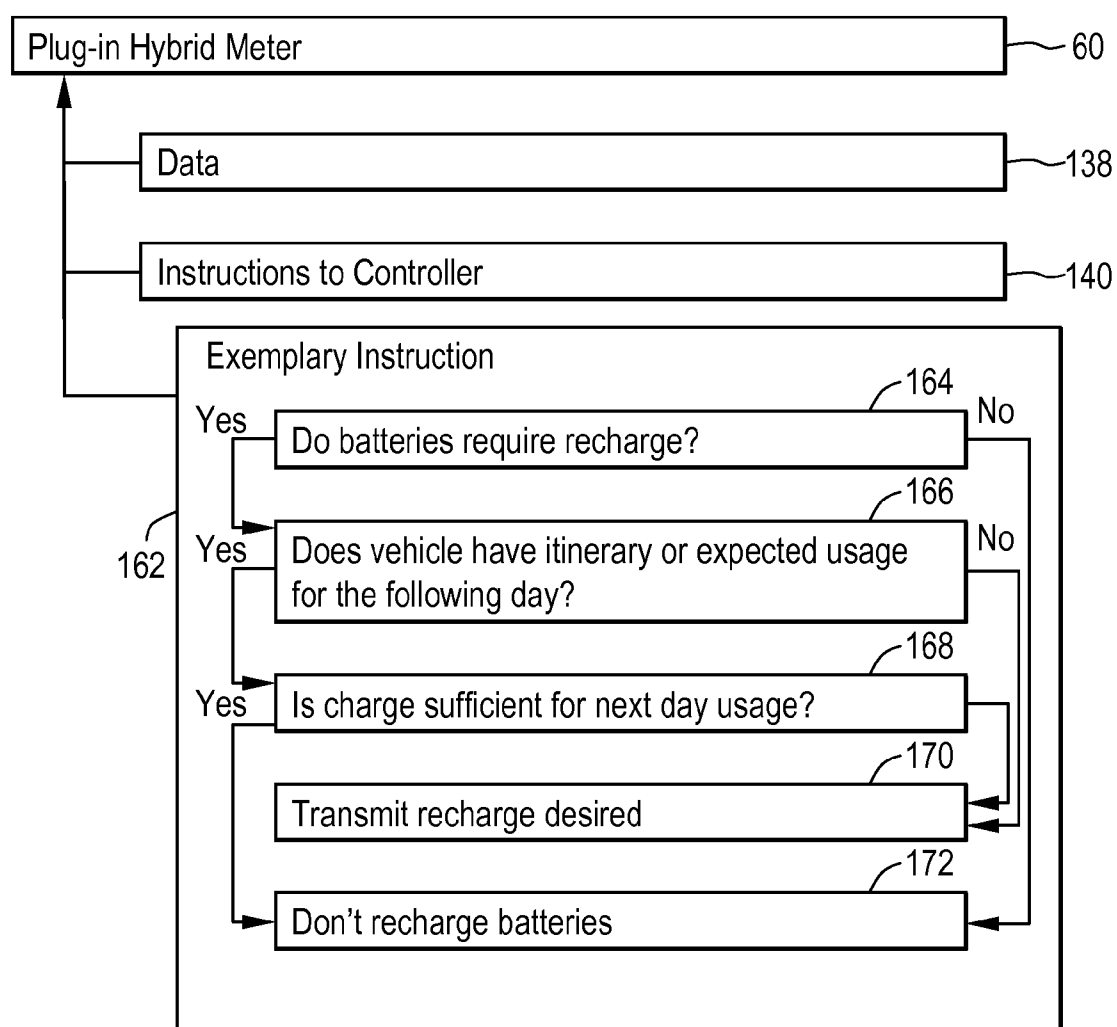 Plug-in Hybrid Meter
60
Data
138
Instructions to Controller
140
Exemplary Instruction
164
Yes
No
Do batteries require recharge?
166
162
Yes
No
Does vehicle have itinerary or expected usage
for the following day?
168
Yes
Is charge sufficient for next day usage?
170
Transmit recharge desired
172
Don't recharge batteries